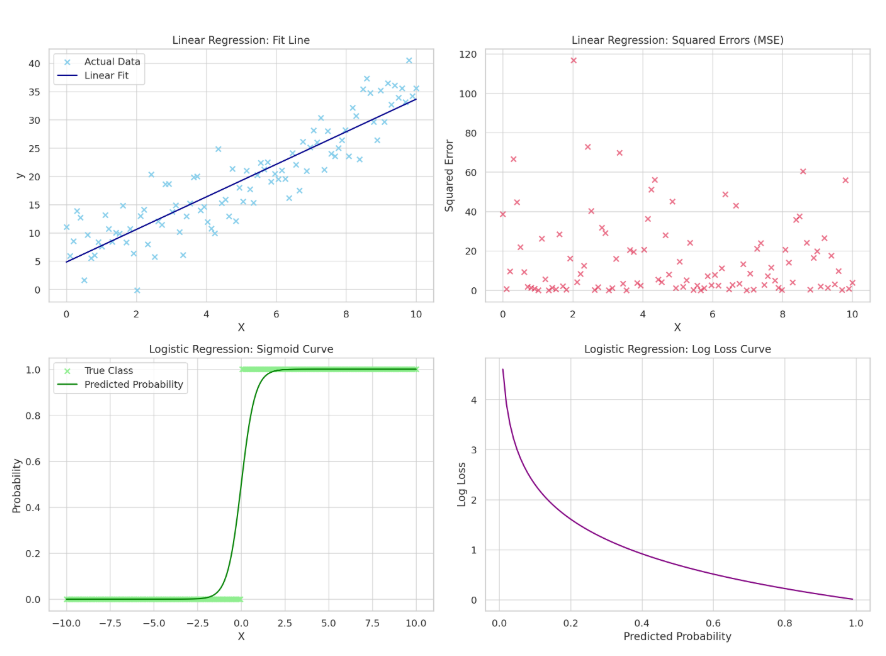 Linear Regression: Fit Line
Actual Data
Linear Fit
y
40
35
30
25
20
15
10
5
0
0 2 4 6 8 10
X
Linear Regression: Squared Errors (MSE)
Squared Error
120
100
80
60
40
20
0
0 2 4 6 8 10
X
Logistic Regression: Sigmoid Curve
True Class
Predicted Probability
Probability
1.0
0.8
0.6
0.4
0.2
0.0
−10.0 −7.5 −5.0 −2.5 0.0 2.5 5.0 7.5 10.0
X
Logistic Regression: Log Loss Curve
Log Loss
4
3
2
1
0
0.0 0.2 0.4 0.6 0.8 1.0
Predicted Probability